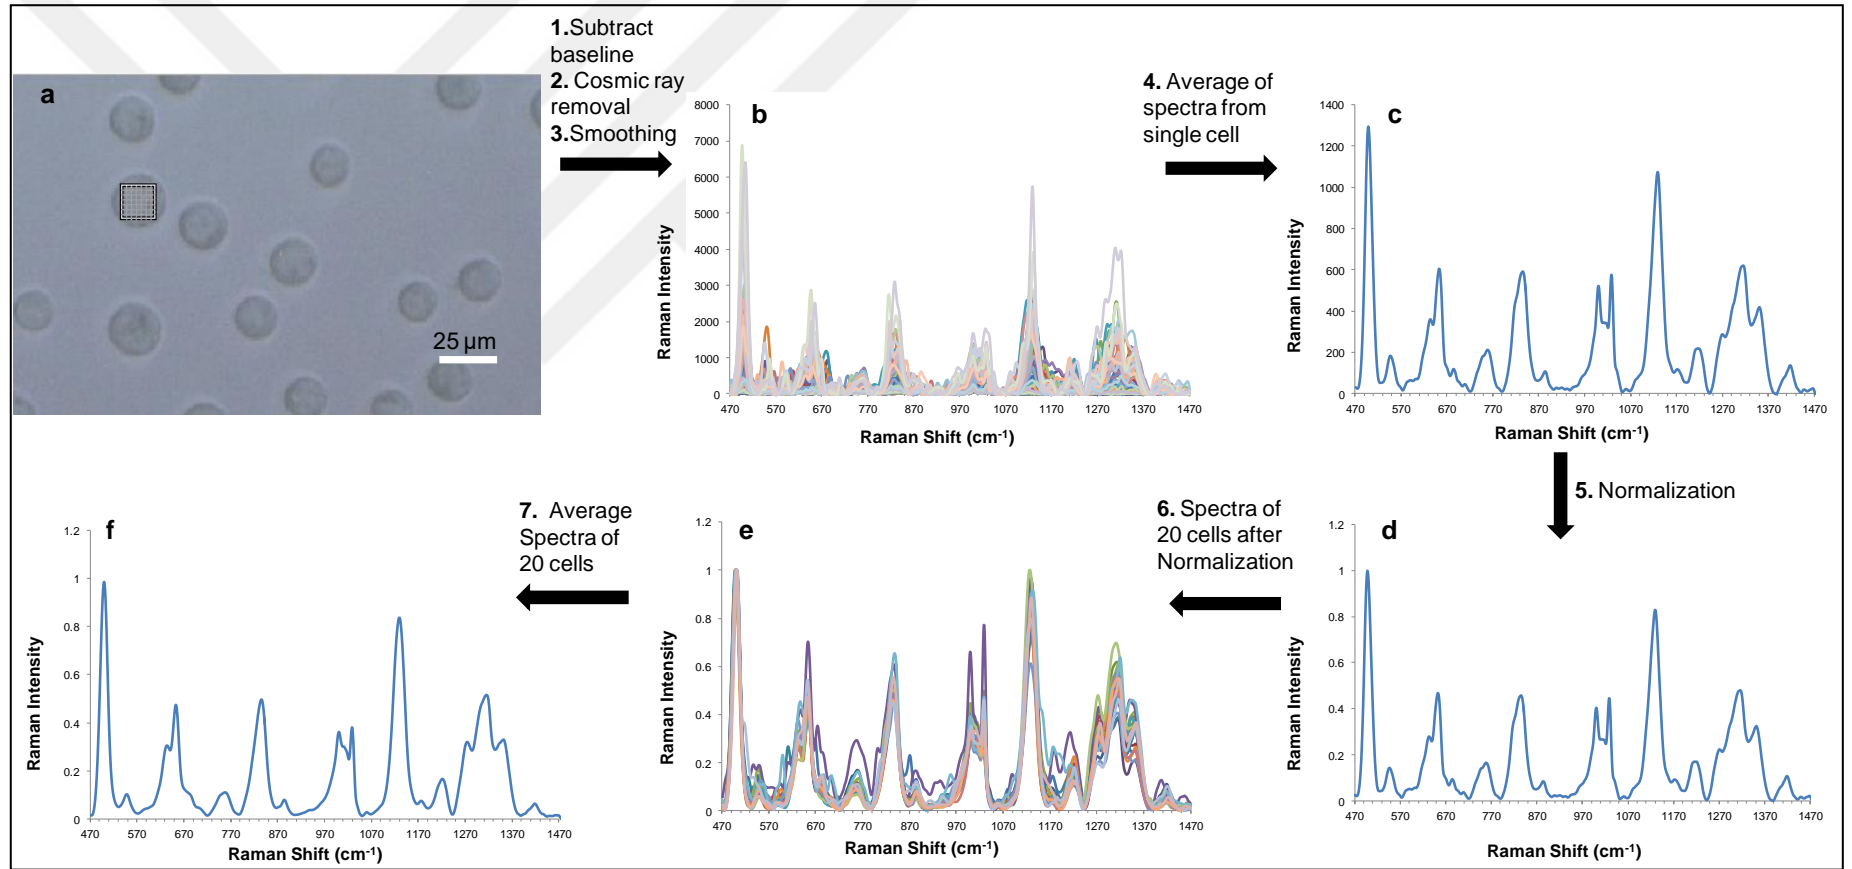 a
25 µm
1.Subtract
baseline
2. Cosmic ray
removal
3.Smoothing
b
8000
7000
6000
5000
4000
3000
2000
1000
0
Raman Intensity
470 570 670 770 870 970 1070 1170 1270 1370 1470
Raman Shift (cm-1)
4. Average of
spectra from
single cell
c
1400
1200
1000
800
600
400
200
0
Raman Intensity
470 570 670 770 870 970 1070 1170 1270 1370 1470
Raman Shift (cm-1)
5. Normalization
d
1.2
1
0.8
0.6
0.4
0.2
0
Raman Intensity
470 570 670 770 870 970 1070 1170 1270 1370 1470
Raman Shift (cm-1)
6. Spectra of
20 cells after
Normalization
e
1.2
1
0.8
0.6
0.4
0.2
0
Raman Intensity
470 570 670 770 870 970 1070 1170 1270 1370 1470
Raman Shift (cm-1)
7. Average
Spectra of
20 cells
f
1.2
1
0.8
0.6
0.4
0.2
0
Raman Intensity
470 570 670 770 870 970 1070 1170 1270 1370 1470
Raman Shift (cm-1)